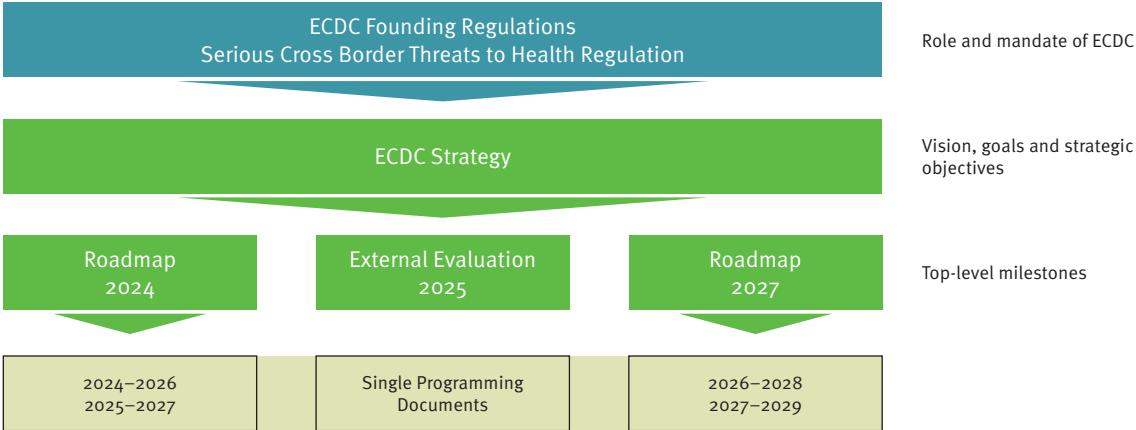 ECDC Founding Regulations
Serious Cross Border Threats to Health Regulation
Role and mandate of ECDC
ECDC Strategy
Vision, goals and strategic
objectives
Roadmap
2024
External Evaluation
2025
Roadmap
2027
Top-level milestones
2024–2026
2025–2027
Single Programming
Documents
2026–2028
2027–2029